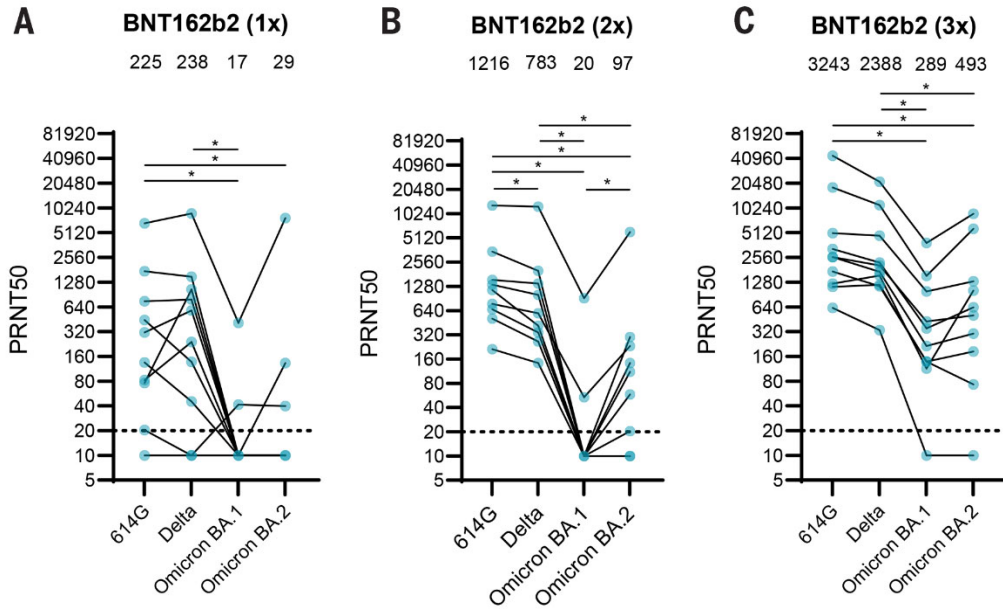 A BNT162b2 (1x)
225 238 17 29
* 
* 
* 
PRNT50
81920
40960
20480
10240
5120
2560
1280
640
320
160
80
40
20
10
5
614G
Delta
Omicron BA.1
Omicron BA.2
B BNT162b2 (2x)
1216 783 20 97
*
*
*
*
* *
PRNT50
81920
40960
20480
10240
5120
2560
1280
640
320
160
80
40
20
10
5
614G
Delta
Omicron BA.1
Omicron BA.2
C BNT162b2 (3x)
3243 2388 289 493
*
*
*
*
PRNT50
81920
40960
20480
10240
5120
2560
1280
640
320
160
80
40
20
10
5
614G
Delta
Omicron BA.1
Omicron BA.2